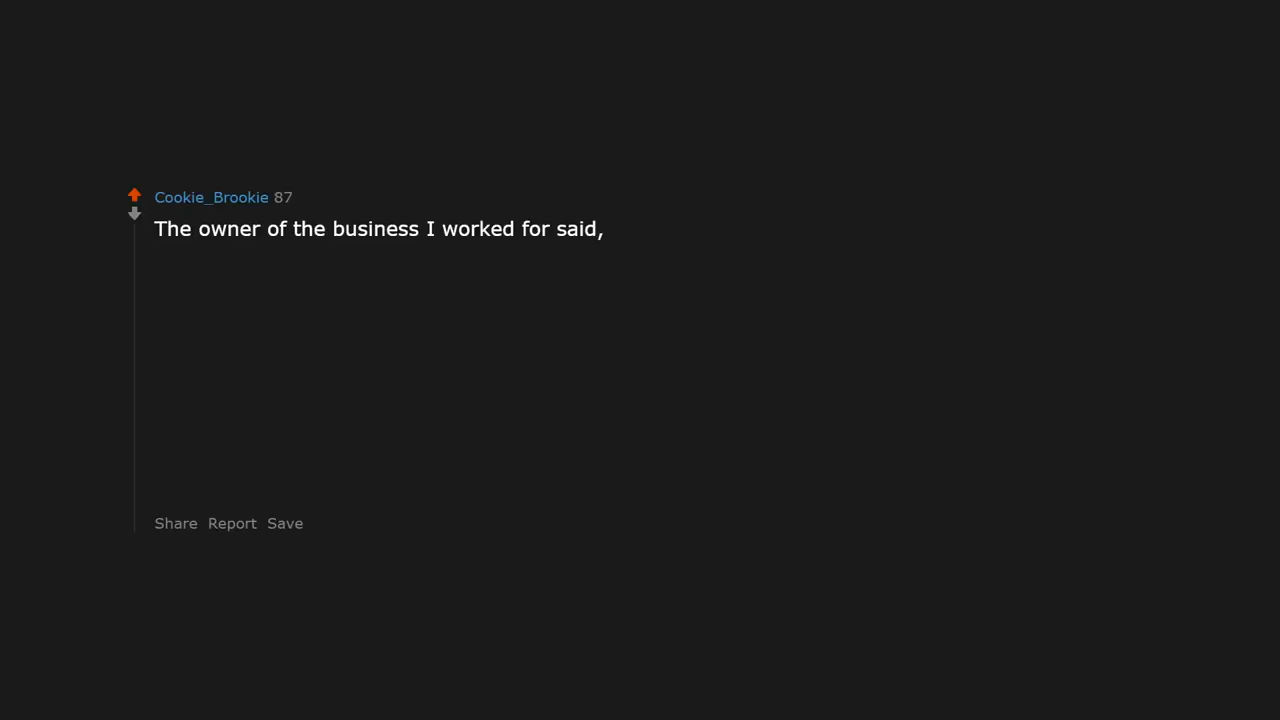 Cookie_Brookie 87
The owner of the business I worked for said,
Share Report Save